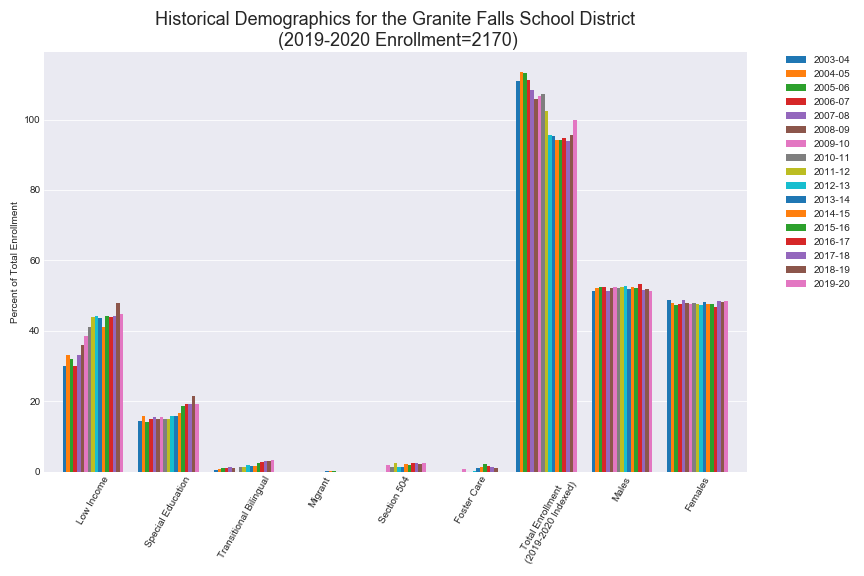 Historical Demographics for the Granite Falls School District
(2019-2020 Enrollment=2170)
Percent of Total Enrollment
100
80
60
40
20
0
Low Income
Special Education
Transitional Bilingual
Migrant
Section 504
Foster Care
Total Enrollment
(2019-2020 Indexed)
Males
Females
2003-04
2004-05
2005-06
2006-07
2007-08
2008-09
2009-10
2010-11
2011-12
2012-13
2013-14
2014-15
2015-16
2016-17
2017-18
2018-19
2019-20